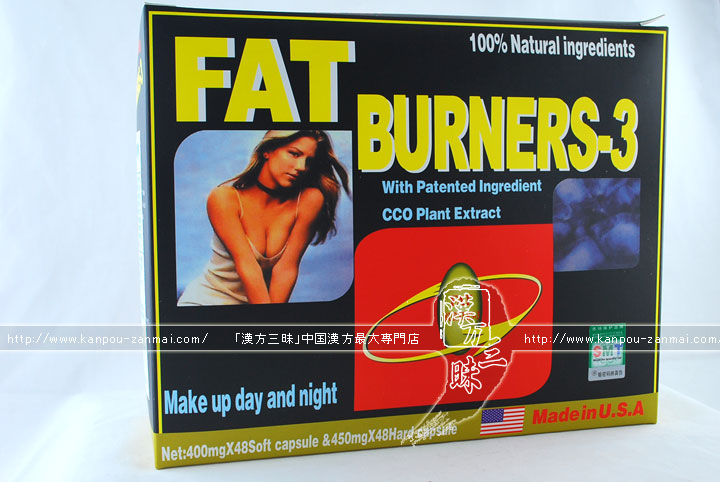 100% Natural ingredients
FAT
BURNERS-3
With Patented Ingredient
CCO Plant Extract
http://www.kanpou-zanmai.com/ 「漢方三昧」中国漢方最大専門店 http://www.kanpou-zanmai.com/
漢方三昧
SMT
Make up day and night
Made in U.S.A
Net:400mgX48Soft capsule &450mgX48Hard capsule